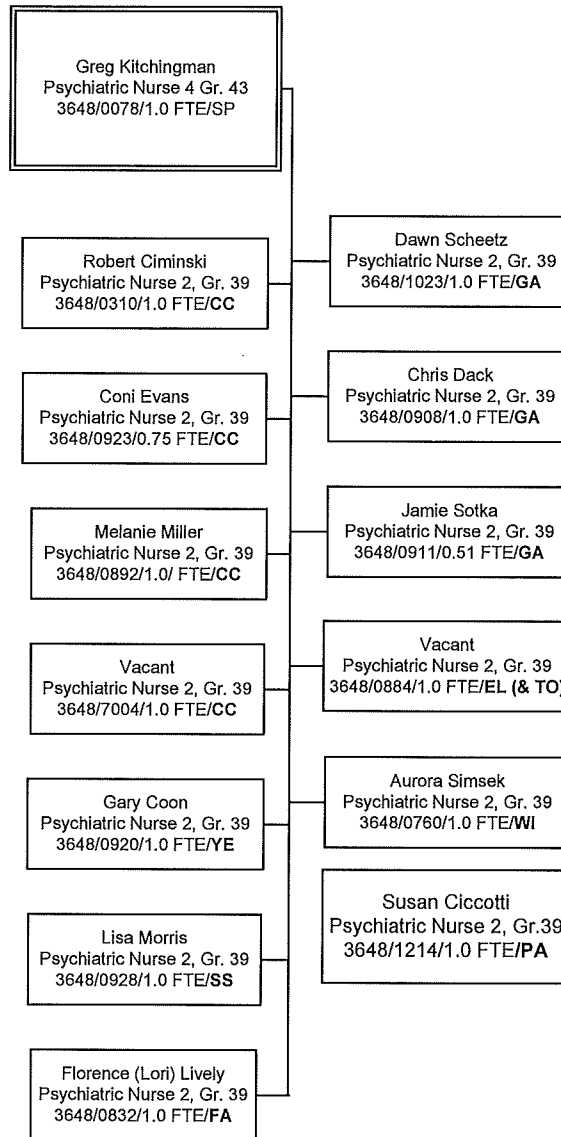 Greg Kitchingman
Psychiatric Nurse 4 Gr. 43
3648/0078/1.0 FTE/SP
Robert Ciminski
Psychiatric Nurse 2, Gr. 39
3648/0310/1.0 FTE/CC
Dawn Scheetz
Psychiatric Nurse 2, Gr. 39
3648/1023/1.0 FTE/GA
Coni Evans
Psychiatric Nurse 2, Gr. 39
3648/0923/0.75 FTE/CC
Chris Dack
Psychiatric Nurse 2, Gr. 39
3648/0908/1.0 FTE/GA
Melanie Miller
Psychiatric Nurse 2, Gr. 39
3648/0892/1.0/ FTE/CC
Jamie Sotka
Psychiatric Nurse 2, Gr. 39
3648/0911/0.51 FTE/GA
Vacant
Psychiatric Nurse 2, Gr. 39
3648/7004/1.0 FTE/CC
Vacant
Psychiatric Nurse 2, Gr. 39
3648/0884/1.0 FTE/EL (& TO)
Gary Coon
Psychiatric Nurse 2, Gr. 39
3648/0920/1.0 FTE/YE
Aurora Simsek
Psychiatric Nurse 2, Gr. 39
3648/0760/1.0 FTE/WI
Lisa Morris
Psychiatric Nurse 2, Gr. 39
3648/0928/1.0 FTE/SS
Susan Ciccotti
Psychiatric Nurse 2, Gr.39
3648/1214/1.0 FTE/PA
Florence (Lori) Lively
Psychiatric Nurse 2, Gr. 39
3648/0832/1.0 FTE/FA